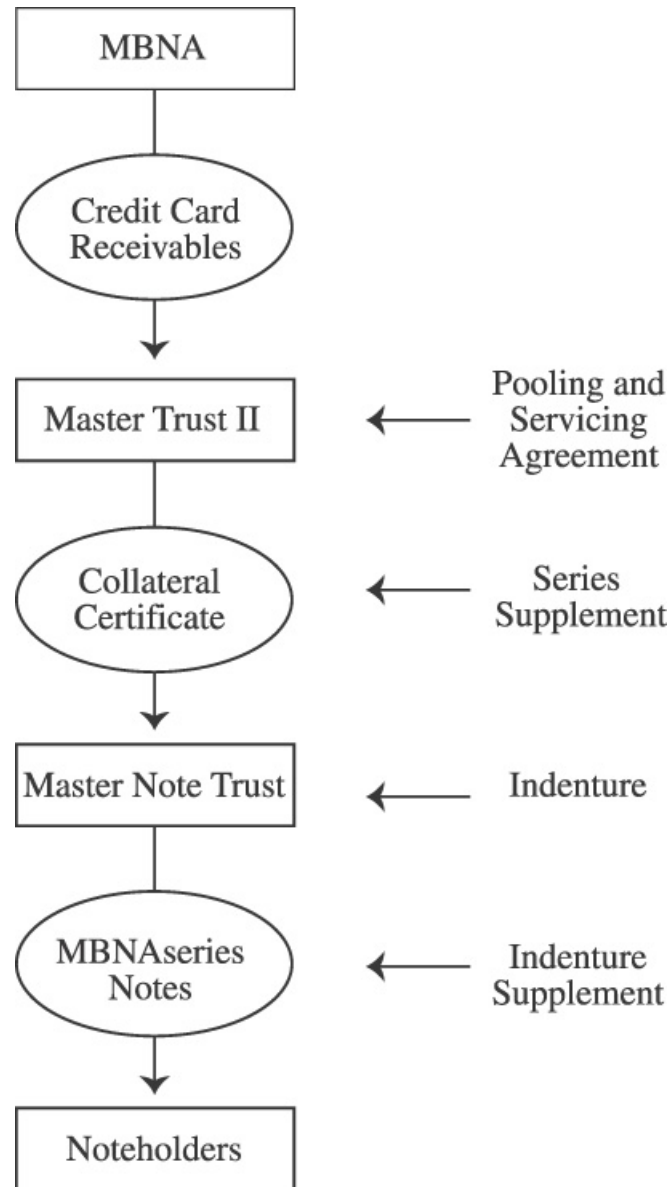 MBNA
Credit Card
Receivables
Master Trust II
Pooling and
Servicing
Agreement
Collateral
Certificate
Series
Supplement
Master Note Trust
Indenture
MBNAseries
Notes
Indenture
Supplement
Noteholders